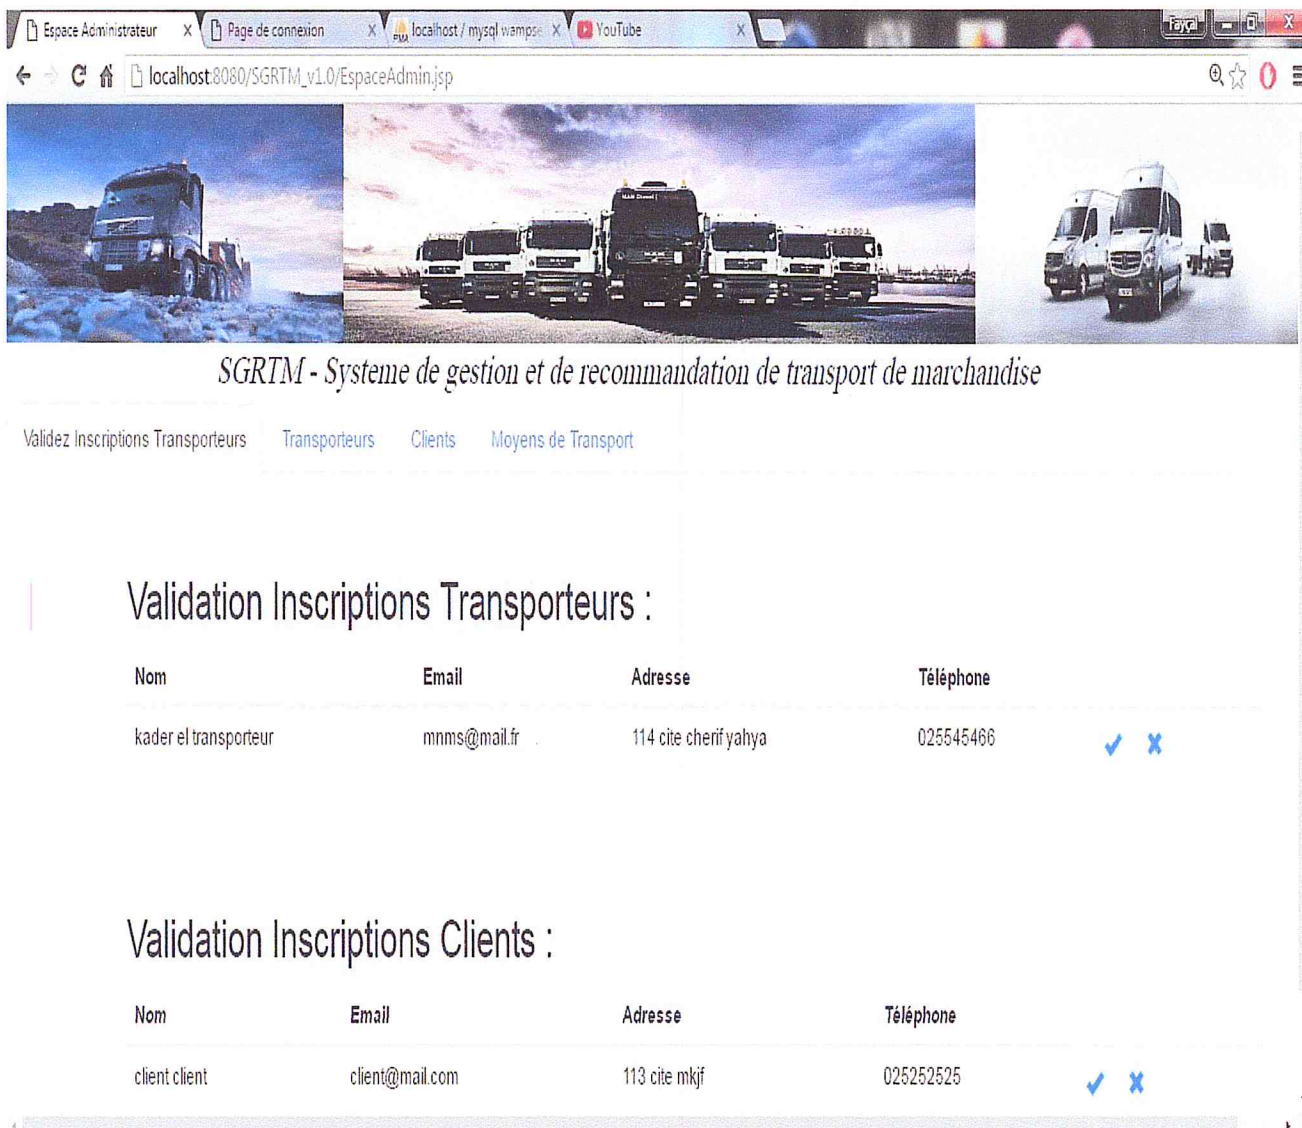 Espace Administrateur X Page de connexion X localhost / mysql wampse X YouTube X Fayçal
localhost:8080/SGRTM_v1.0/EspaceAdmin.jsp
MAN Diesel
SGRTM - Systeme de gestion et de recommandation de transport de marchandise
Validez Inscriptions Transporteurs Transporteurs Clients Moyens de Transport
Validation Inscriptions Transporteurs :
Nom Email Adresse Téléphone
kader el transporteur mnms@mail.fr 114 cite cherif yahya 025545466
Validation Inscriptions Clients :
Nom Email Adresse Téléphone
client client client@mail.com 113 cite mkjf 025252525